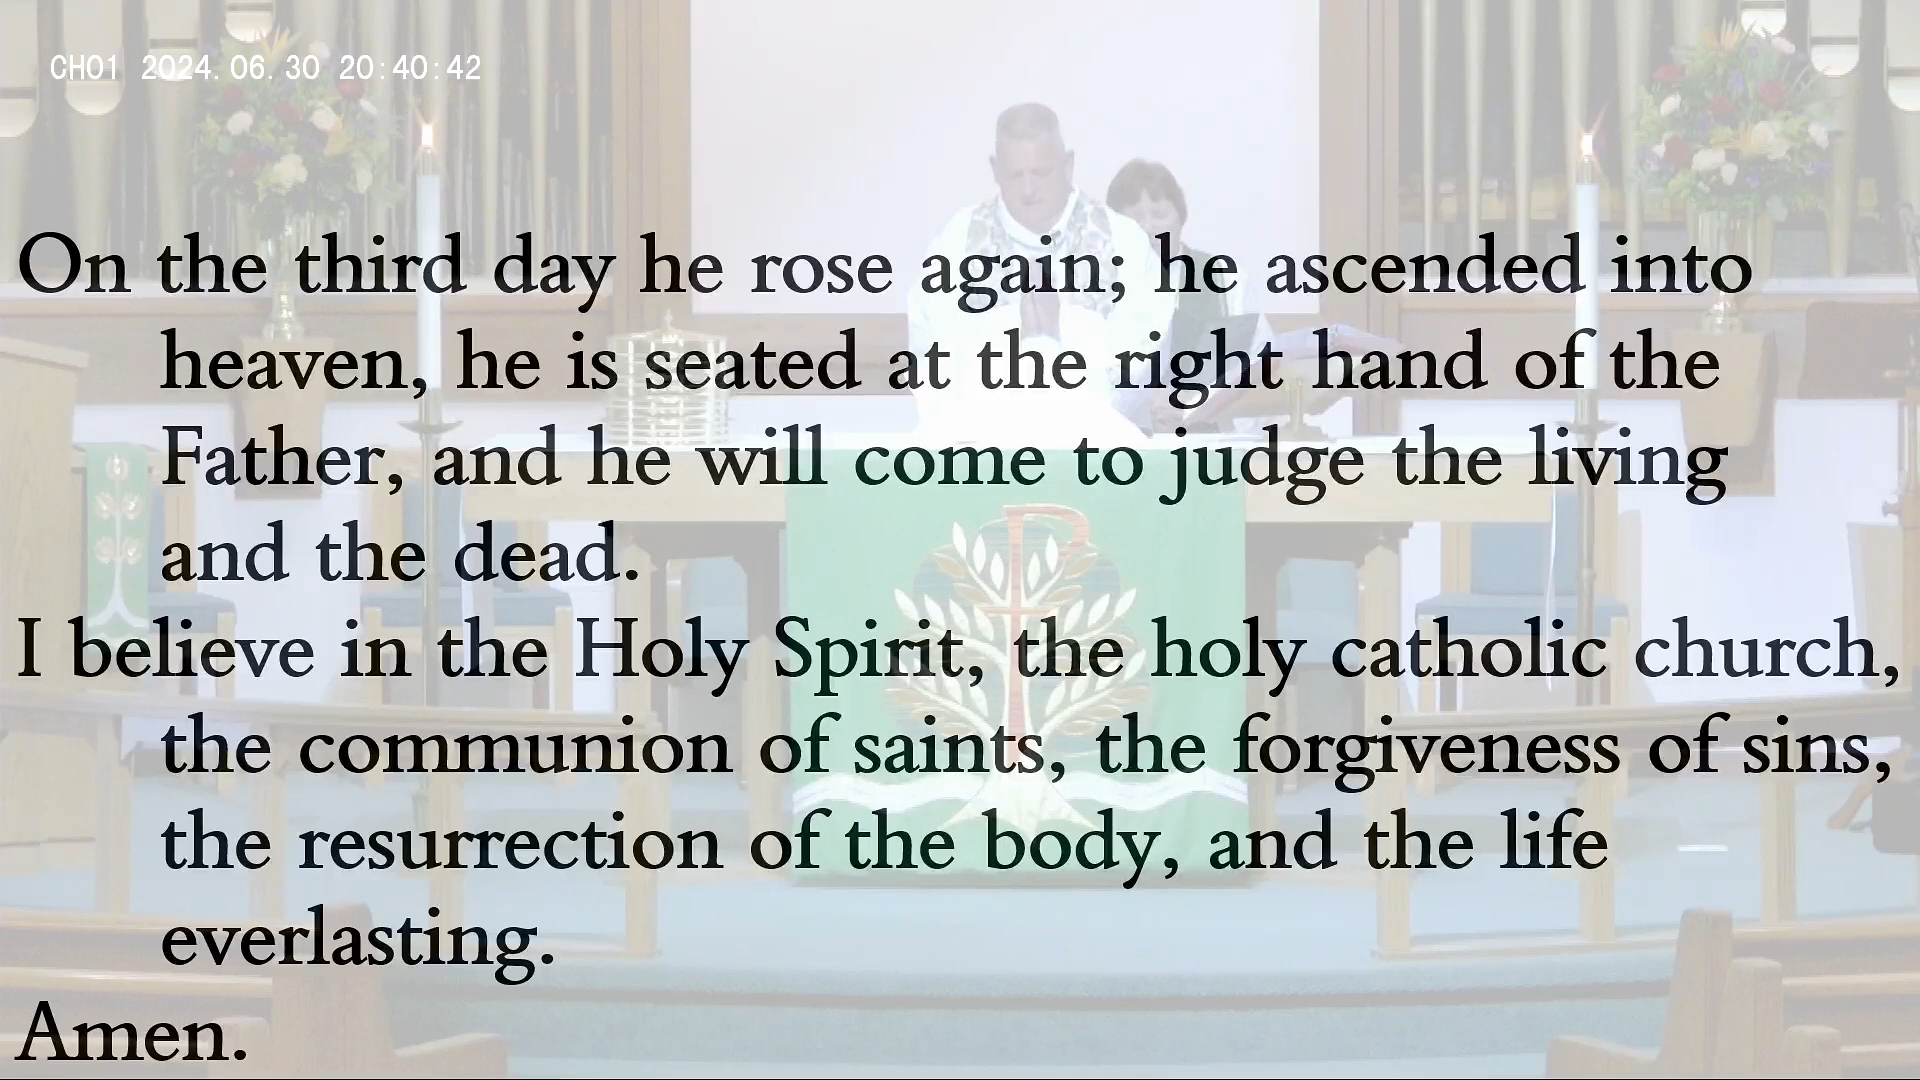 CH01 2024.06.30 20:40:42
On the third day he rose again; he ascended into
heaven, he is seated at the right hand of the
Father, and he will come to judge the living
and the dead.
I believe in the Holy Spirit, the holy catholic church,
the communion of saints, the forgiveness of sins,
the resurrection of the body, and the life
everlasting.
Amen.